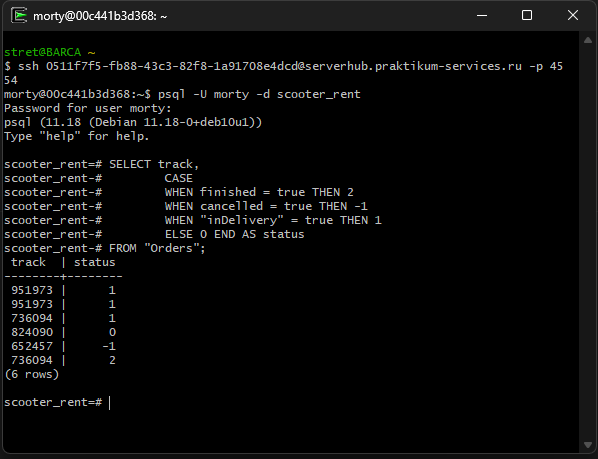 morty@00c441b3d368: ~
stret@BARCA ~
$ ssh 0511f7f5-fb88-43c3-82f8-1a91708e4dcd@serverhub.praktikum-services.ru -p 45
54
morty@00c441b3d368:~$ psql -U morty -d scooter_rent
Password for user morty:
psql (11.18 (Debian 11.18-0+deb10u1))
Type "help" for help.
scooter_rent=# SELECT track,
scooter_rent-#         CASE
scooter_rent-#         WHEN finished = true THEN 2
scooter_rent-#         WHEN cancelled = true THEN -1
scooter_rent-#         WHEN "inDelivery" = true THEN 1
scooter_rent-#         ELSE 0 END AS status
scooter_rent-# FROM "Orders";
 track  | status
--------+--------
 951973 |      1
 951973 |      1
 736094 |      1
 824090 |      0
 652457 |     -1
 736094 |      2
(6 rows)
scooter_rent=#